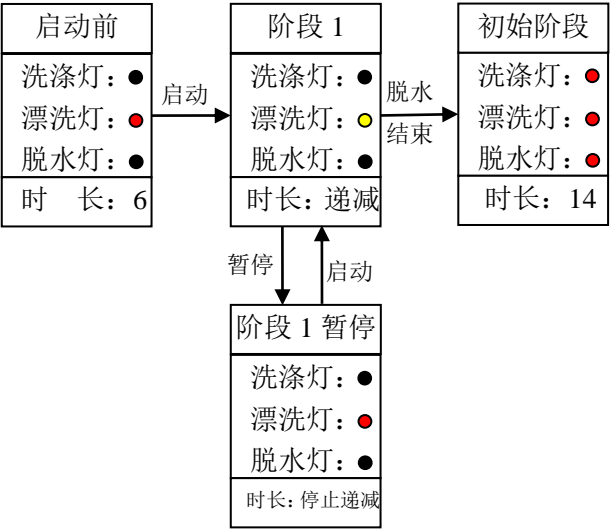 启动前
洗涤灯：
漂洗灯：
脱水灯：
时 长：6
启动
阶段 1
洗涤灯：
漂洗灯：
脱水灯：
时长：递减
脱水
结束
初始阶段
洗涤灯：
漂洗灯：
脱水灯：
时长：14
暂停
启动
阶段 1 暂停
洗涤灯：
漂洗灯：
脱水灯：
时长：停止递减